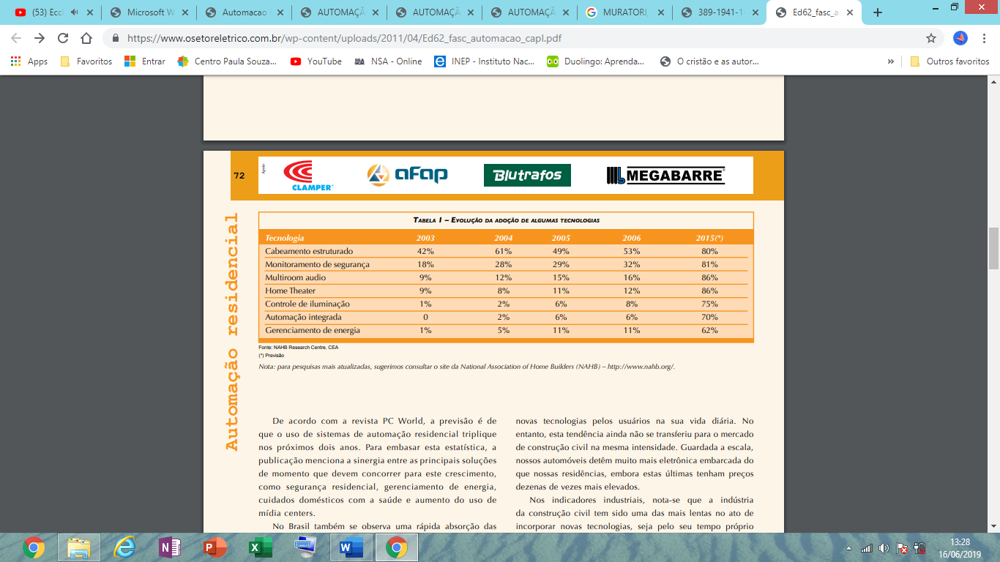 (53) Eccl
Microsoft W
Automacao
AUTOMAÇÃ
AUTOMAÇÃ
AUTOMAÇÃ
MURATORI,
389-1941-1-
Ed62_fasc_a
https://www.osetoreletrico.com.br/wp-content/uploads/2011/04/Ed62_fasc_automacao_capI.pdf
Apps Favoritos Entrar Centro Paula Souza... YouTube NSA - Online INEP - Instituto Nac... Duolingo: Aprenda... O cristão e as autor... » Outros favoritos
72
Apoio
CLAMPER
aFap
Blutrafos
MEGABARRE
Automação residencial
TABELA 1 – EVOLUÇÃO DA ADOÇÃO DE ALGUMAS TECNOLOGIAS
Tecnologia 2003 2004 2005 2006 2015(*)
Cabeamento estruturado 42% 61% 49% 53% 80%
Monitoramento de segurança 18% 28% 29% 32% 81%
Multiroom audio 9% 12% 15% 16% 86%
Home Theater 9% 8% 11% 12% 86%
Controle de iluminação 1% 2% 6% 8% 75%
Automação integrada 0 2% 6% 6% 70%
Gerenciamento de energia 1% 5% 11% 11% 62%
Fonte: NAHB Research Centre, CEA
(*) Previsão
Nota: para pesquisas mais atualizadas, sugerimos consultar o site da National Association of Home Builders (NAHB) – http://www.nahb.org/.
De acordo com a revista PC World, a previsão é de
que o uso de sistemas de automação residencial triplique
nos próximos dois anos. Para embasar esta estatística, a
publicação menciona a sinergia entre as principais soluções
de momento que devem concorrer para este crescimento,
como segurança residencial, gerenciamento de energia,
cuidados domésticos com a saúde e aumento do uso de
mídia centers.
No Brasil também se observa uma rápida absorção das
novas tecnologias pelos usuários na sua vida diária. No
entanto, esta tendência ainda não se transferiu para o mercado
de construção civil na mesma intensidade. Guardada a escala,
nossos automóveis detêm muito mais eletrônica embarcada do
que nossas residências, embora estas últimas tenham preços
dezenas de vezes mais elevados.
Nos indicadores industriais, nota-se que a indústria
da construção civil tem sido uma das mais lentas no ato de
incorporar novas tecnologias, seja pelo seu tempo próprio
13:28
16/06/2019